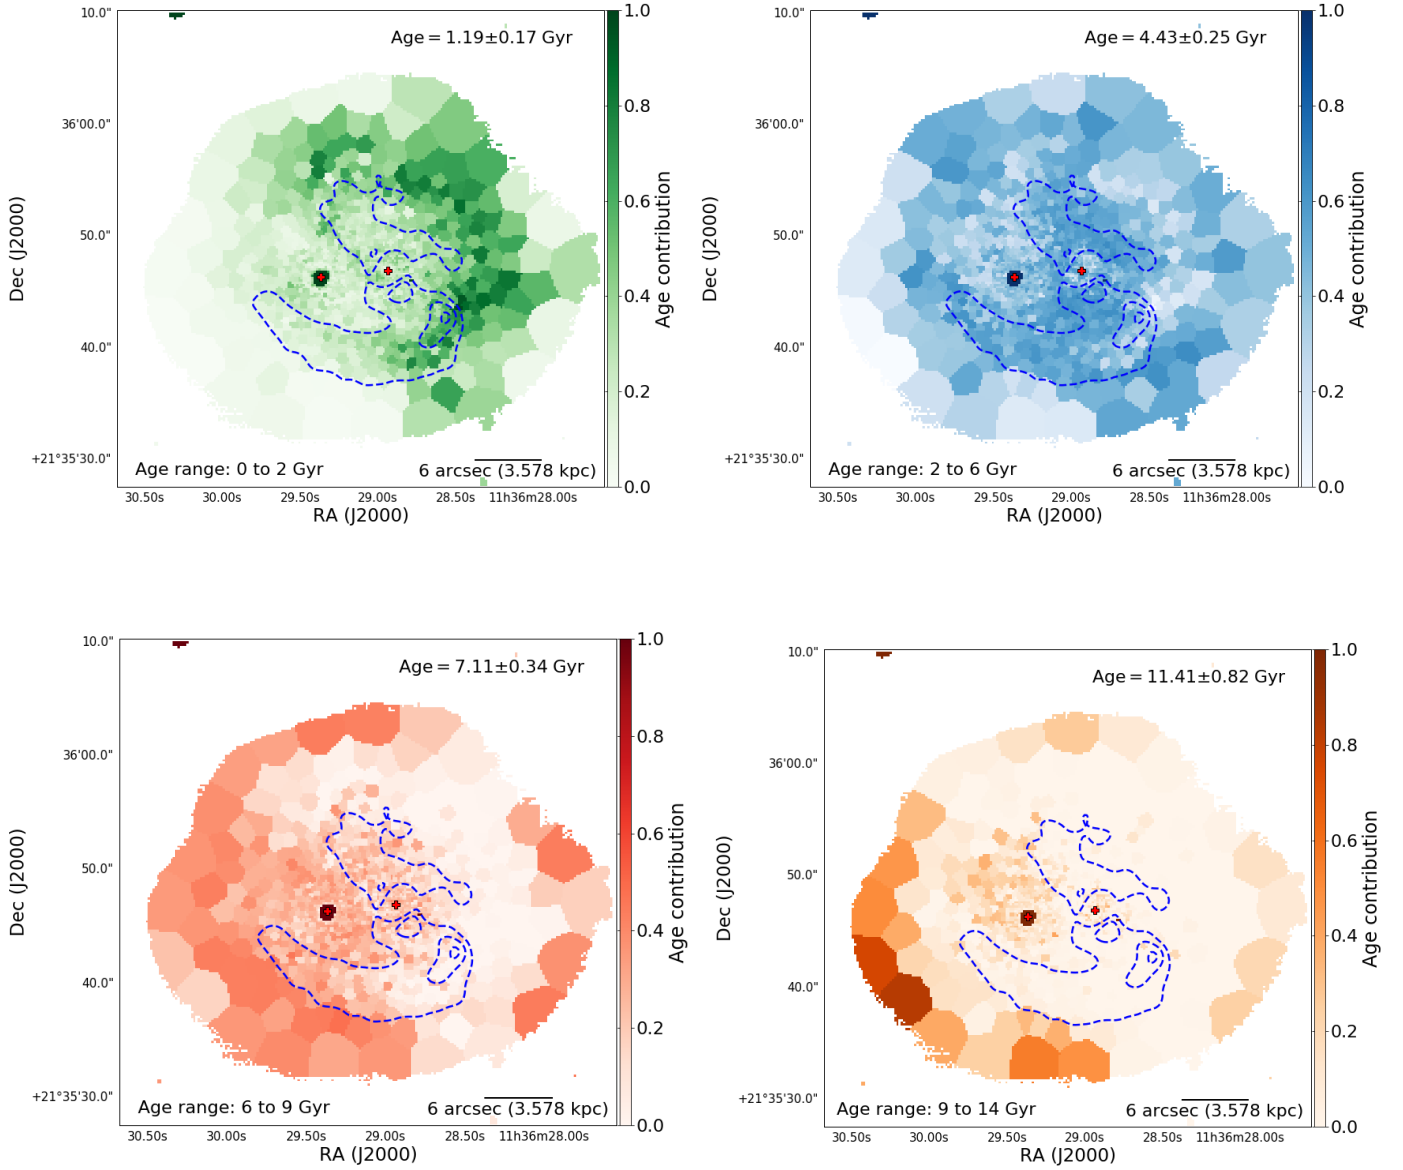 10.0"
Age = 1.19±0.17 Gyr
1.0
36'00.0"
0.8
50.0"
0.6
Dec (J2000)
Age contribution
0.4
40.0"
0.2
+21°35'30.0"
Age range: 0 to 2 Gyr
6 arcsec (3.578 kpc)
0.0
30.50s 30.00s 29.50s 29.00s 28.50s 11h36m28.00s
RA (J2000)
10.0"
Age = 4.43±0.25 Gyr
1.0
36'00.0"
0.8
50.0"
0.6
Dec (J2000)
Age contribution
0.4
40.0"
0.2
+21°35'30.0"
Age range: 2 to 6 Gyr
6 arcsec (3.578 kpc)
0.0
30.50s 30.00s 29.50s 29.00s 28.50s 11h36m28.00s
RA (J2000)
10.0"
Age = 7.11±0.34 Gyr
1.0
36'00.0"
0.8
50.0"
0.6
Dec (J2000)
Age contribution
0.4
40.0"
0.2
+21°35'30.0"
Age range: 6 to 9 Gyr
6 arcsec (3.578 kpc)
0.0
30.50s 30.00s 29.50s 29.00s 28.50s 11h36m28.00s
RA (J2000)
10.0"
Age = 11.41±0.82 Gyr
1.0
36'00.0"
0.8
50.0"
0.6
Dec (J2000)
Age contribution
0.4
40.0"
0.2
+21°35'30.0"
Age range: 9 to 14 Gyr
6 arcsec (3.578 kpc)
0.0
30.50s 30.00s 29.50s 29.00s 28.50s 11h36m28.00s
RA (J2000)